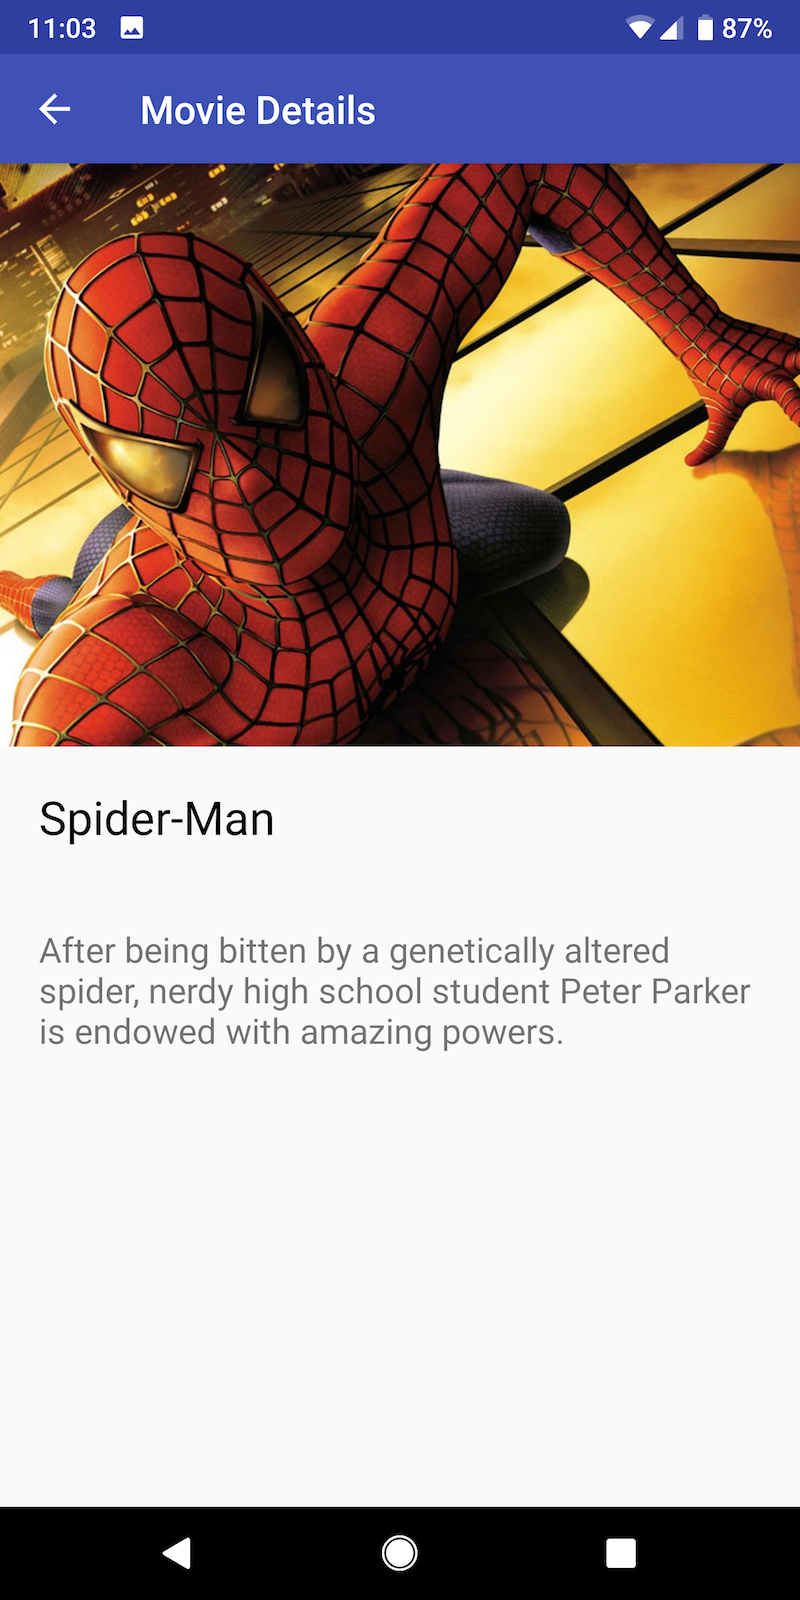 11:03 87%
Movie Details
Spider-Man
After being bitten by a genetically altered
spider, nerdy high school student Peter Parker
is endowed with amazing powers.